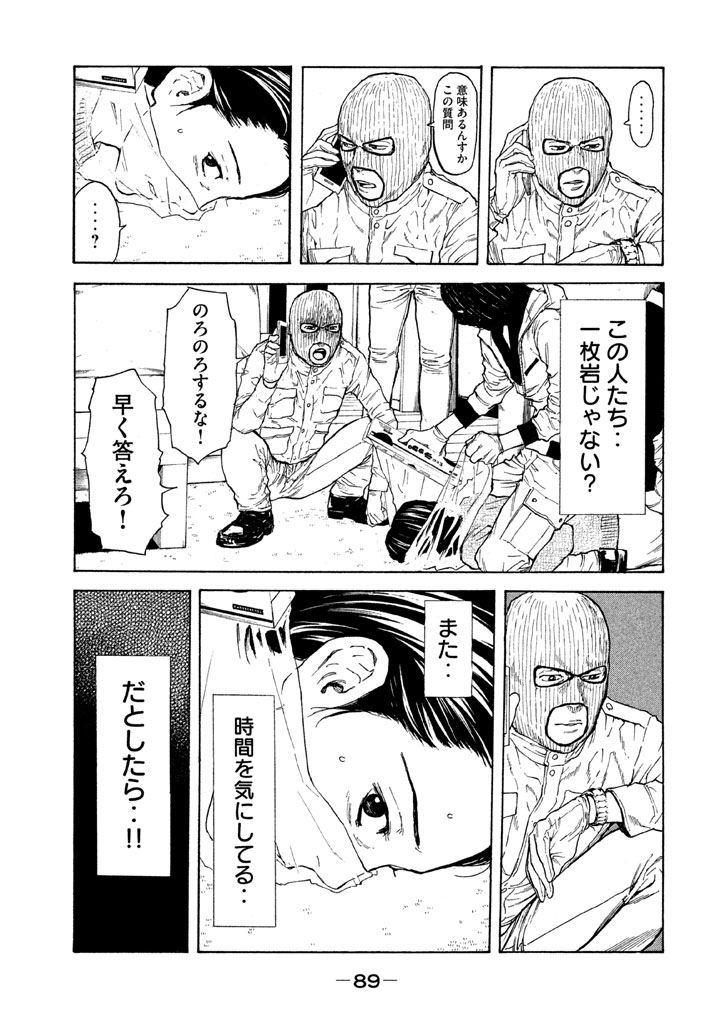 ‥‥‥
意味あるんすか
この質問
‥‥?
この人たち‥
一枚岩じゃない?
のろのろするな!
早く答えろ!
また‥
時間を気にしてる‥
だとしたら‥!!
—89—